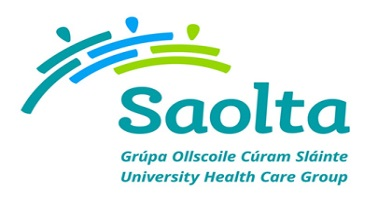 Saolta
Grúpa Ollscoile Cúram Sláinte
University Health Care Group